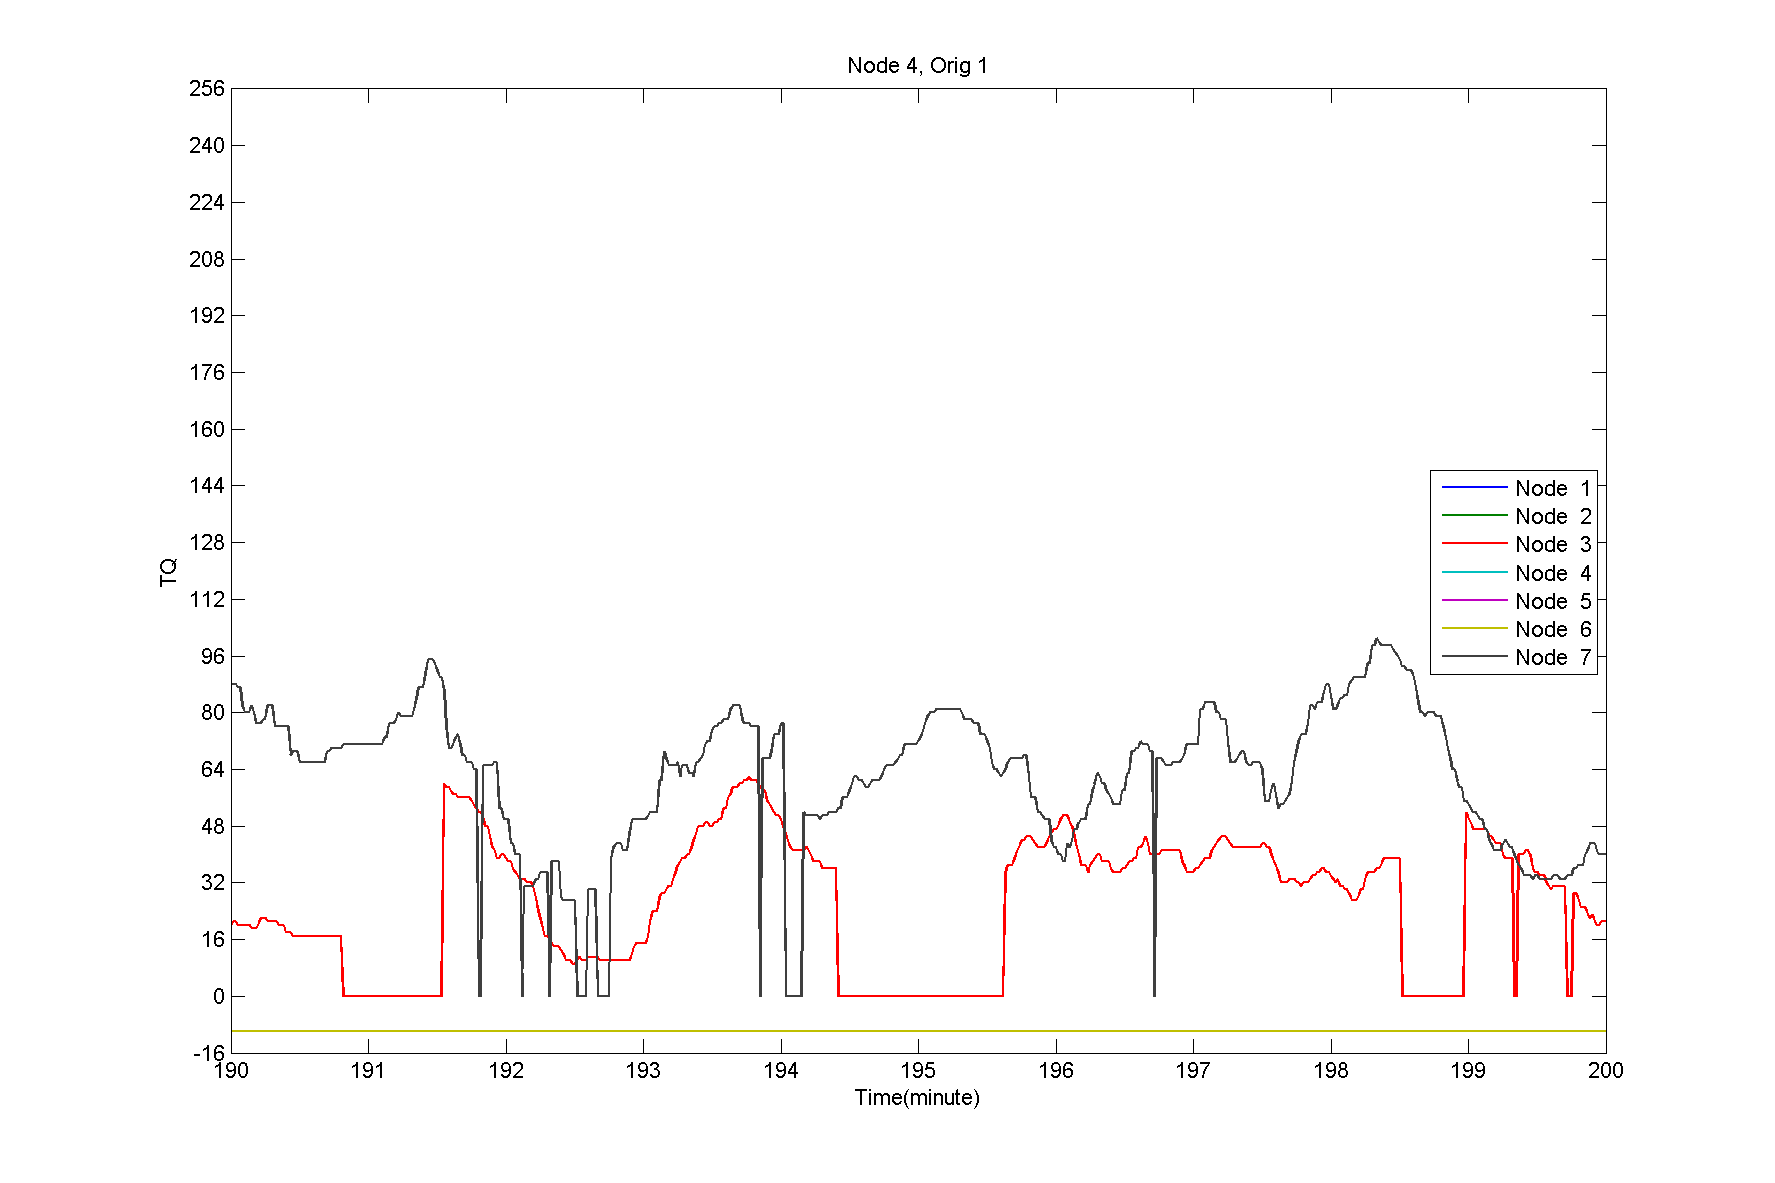 Node 4, Orig 1
256
240
224
208
192
176
160
144
128
112
96
80
64
48
32
16
0
-16
TQ
Node 1
Node 2
Node 3
Node 4
Node 5
Node 6
Node 7
190 191 192 193 194 195 196 197 198 199 200
Time(minute)